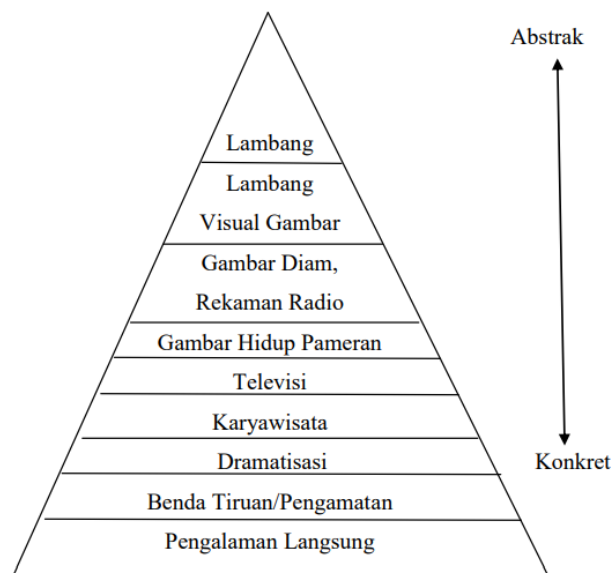 Abstrak
Lambang
Lambang
Visual Gambar
Gambar Diam,
Rekaman Radio
Gambar Hidup Pameran
Televisi
Karyawisata
Dramatisasi
Konkret
Benda Tiruan/Pengamatan
Pengalaman Langsung